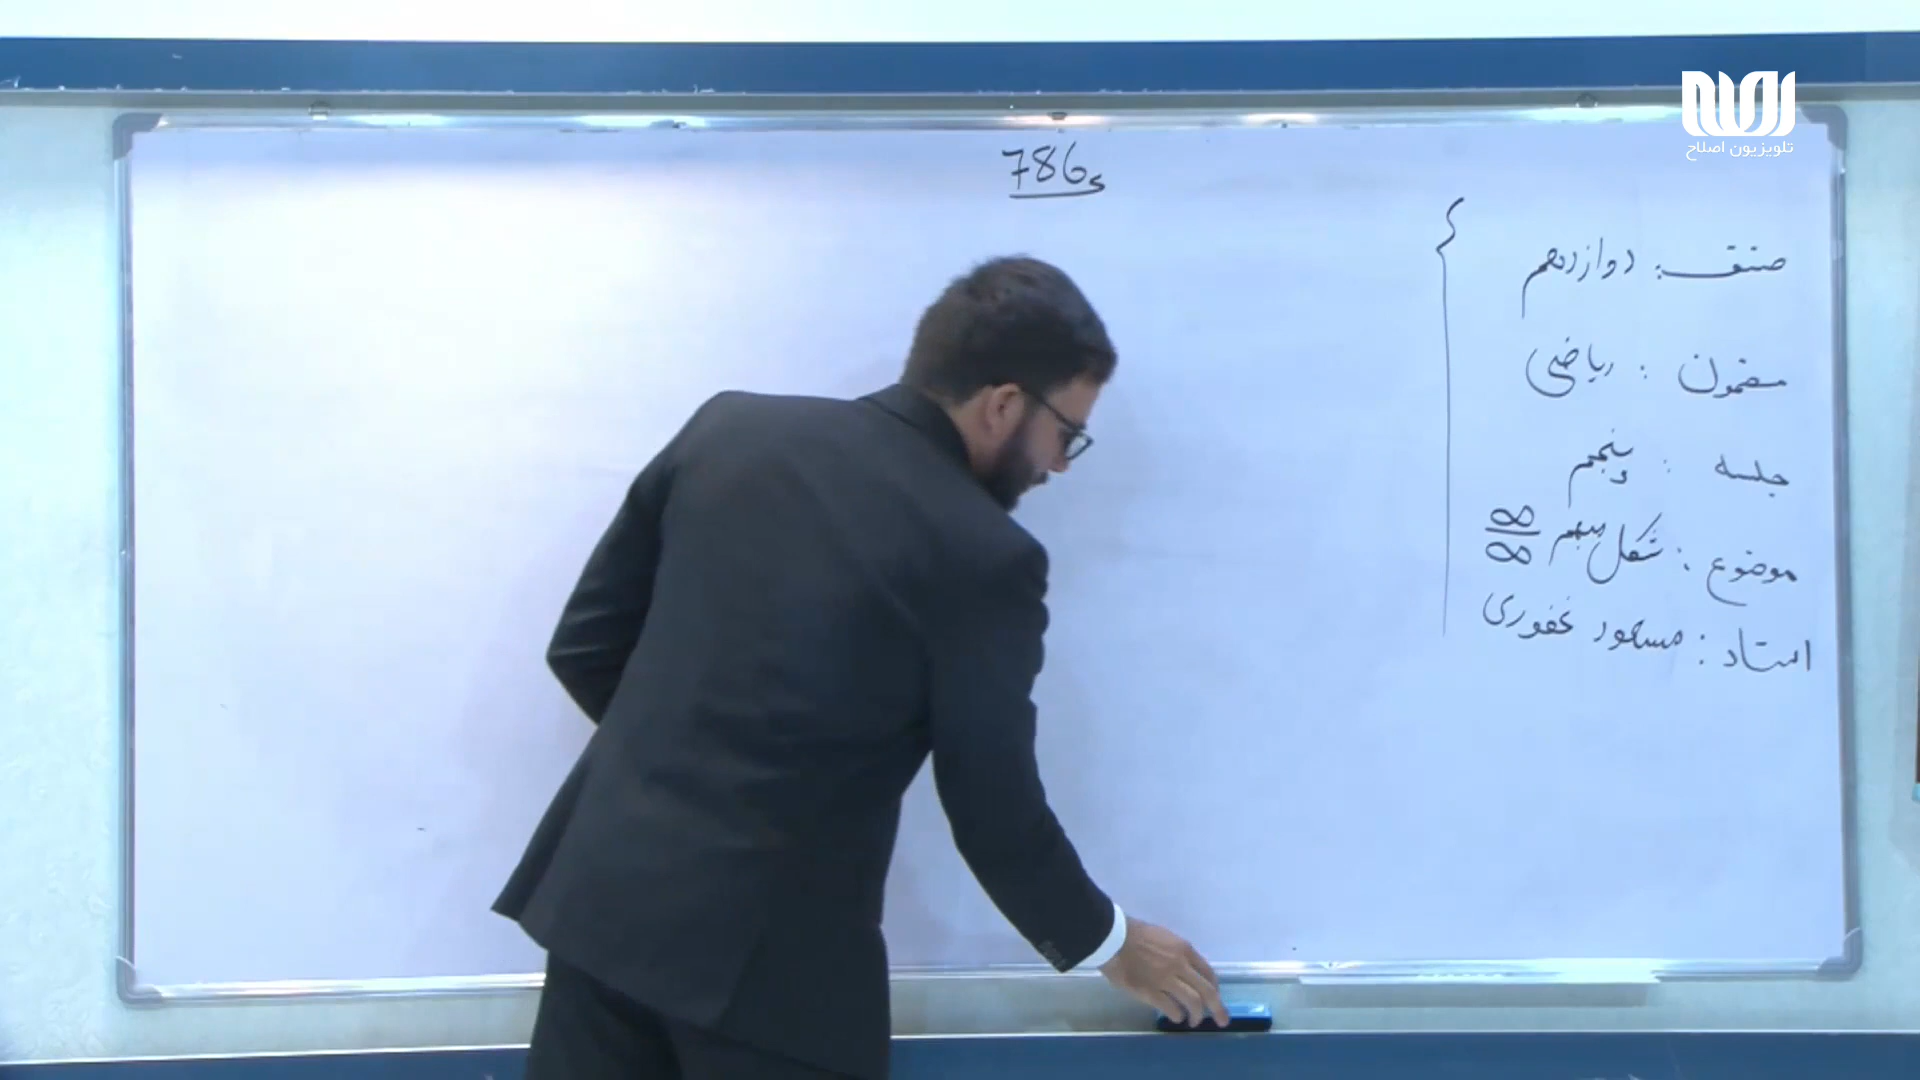 786
صنف: دوازدهم
مضمون: ریاضی
جلسه: پنجم
موضوع: شکل مبهم ∞/∞
استاد: مسعود غفوری
تلویزیون اصلاح